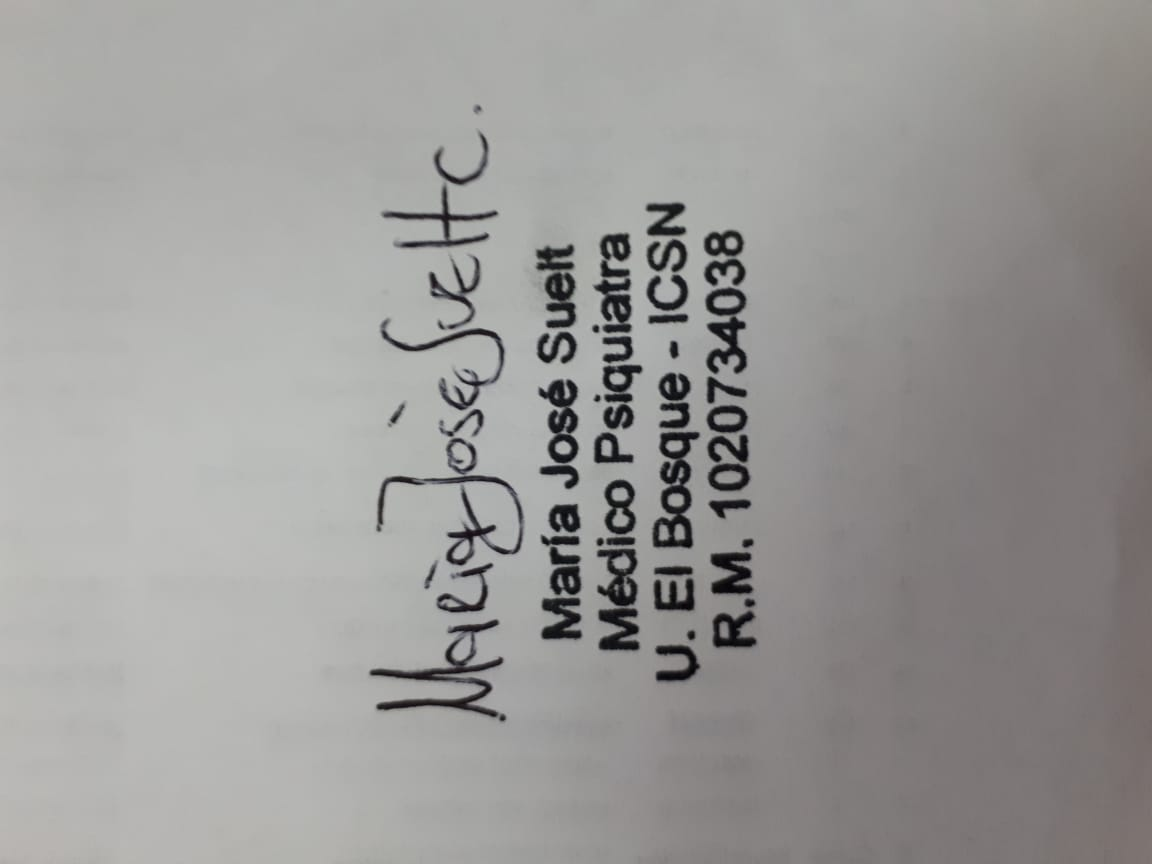 María José Suelt C.
María José Suelt
Médico Psiquiatra
U. El Bosque - ICSN
R.M. 1020734038